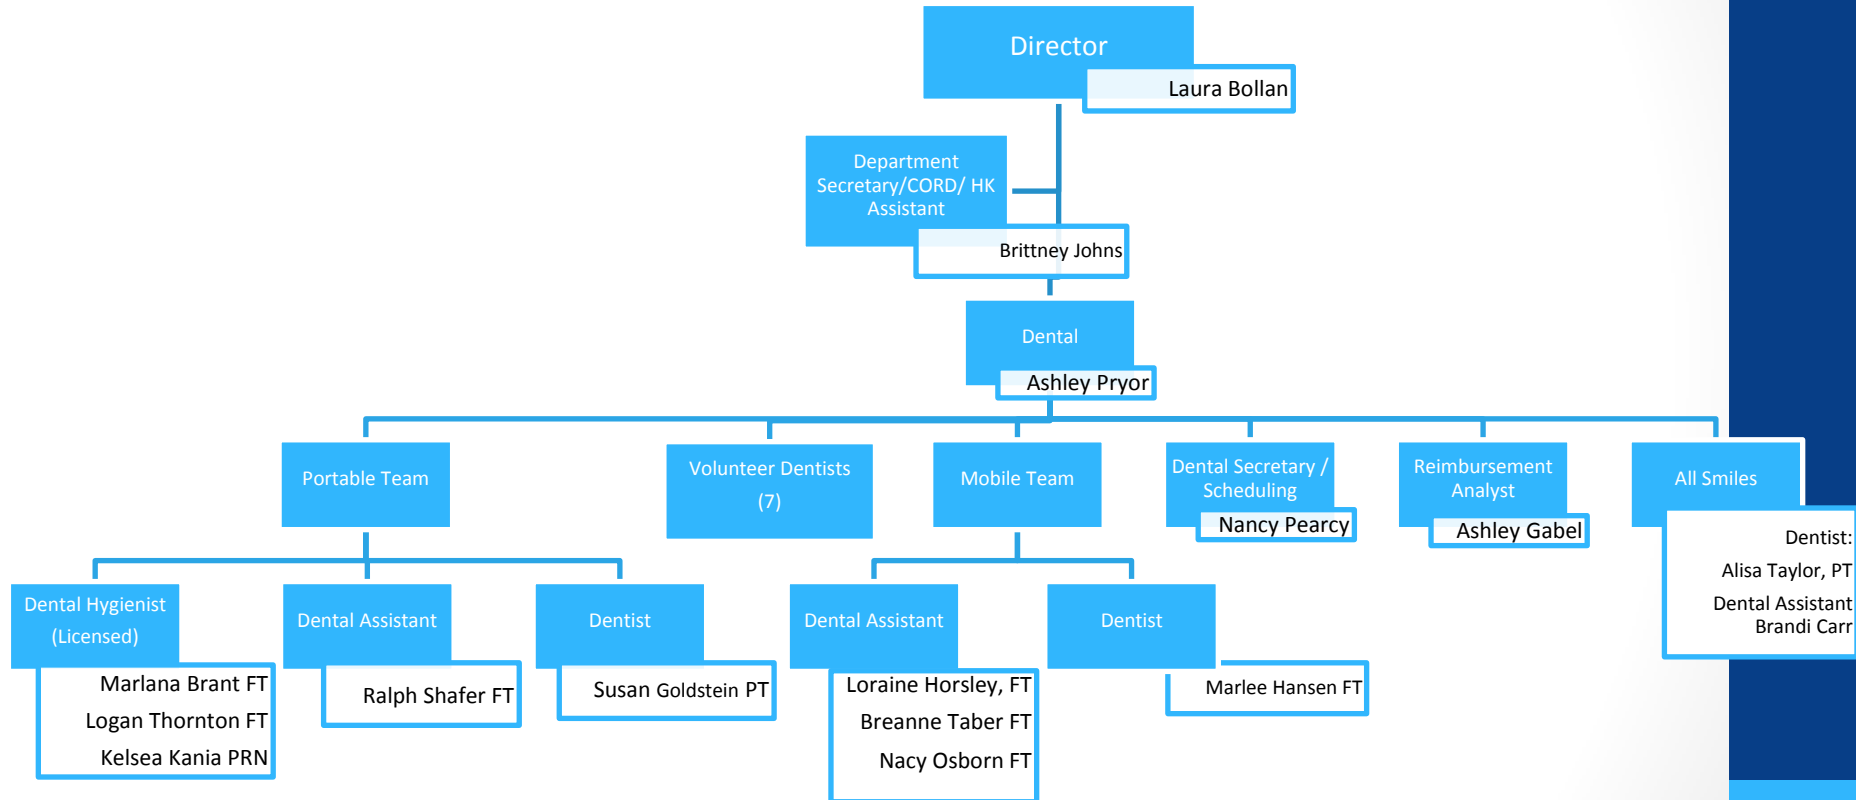 Director
Laura Bollan
Department
Secretary/CORD/ HK
Assistant
Brittney Johns
Dental
Ashley Pryor
Portable Team
Volunteer Dentists
(7)
Mobile Team
Dental Secretary /
Scheduling
Nancy Pearcy
Reimbursement
Analyst
Ashley Gabel
All Smiles
Dentist:
Alisa Taylor, PT
Dental Assistant
Brandi Carr
Dental Hygienist
(Licensed)
Marlana Brant FT
Logan Thornton FT
Kelsea Kania PRN
Dental Assistant
Ralph Shafer FT
Dentist
Susan Goldstein PT
Dental Assistant
Loraine Horsley, FT
Breanne Taber FT
Nacy Osborn FT
Dentist
Marlee Hansen FT